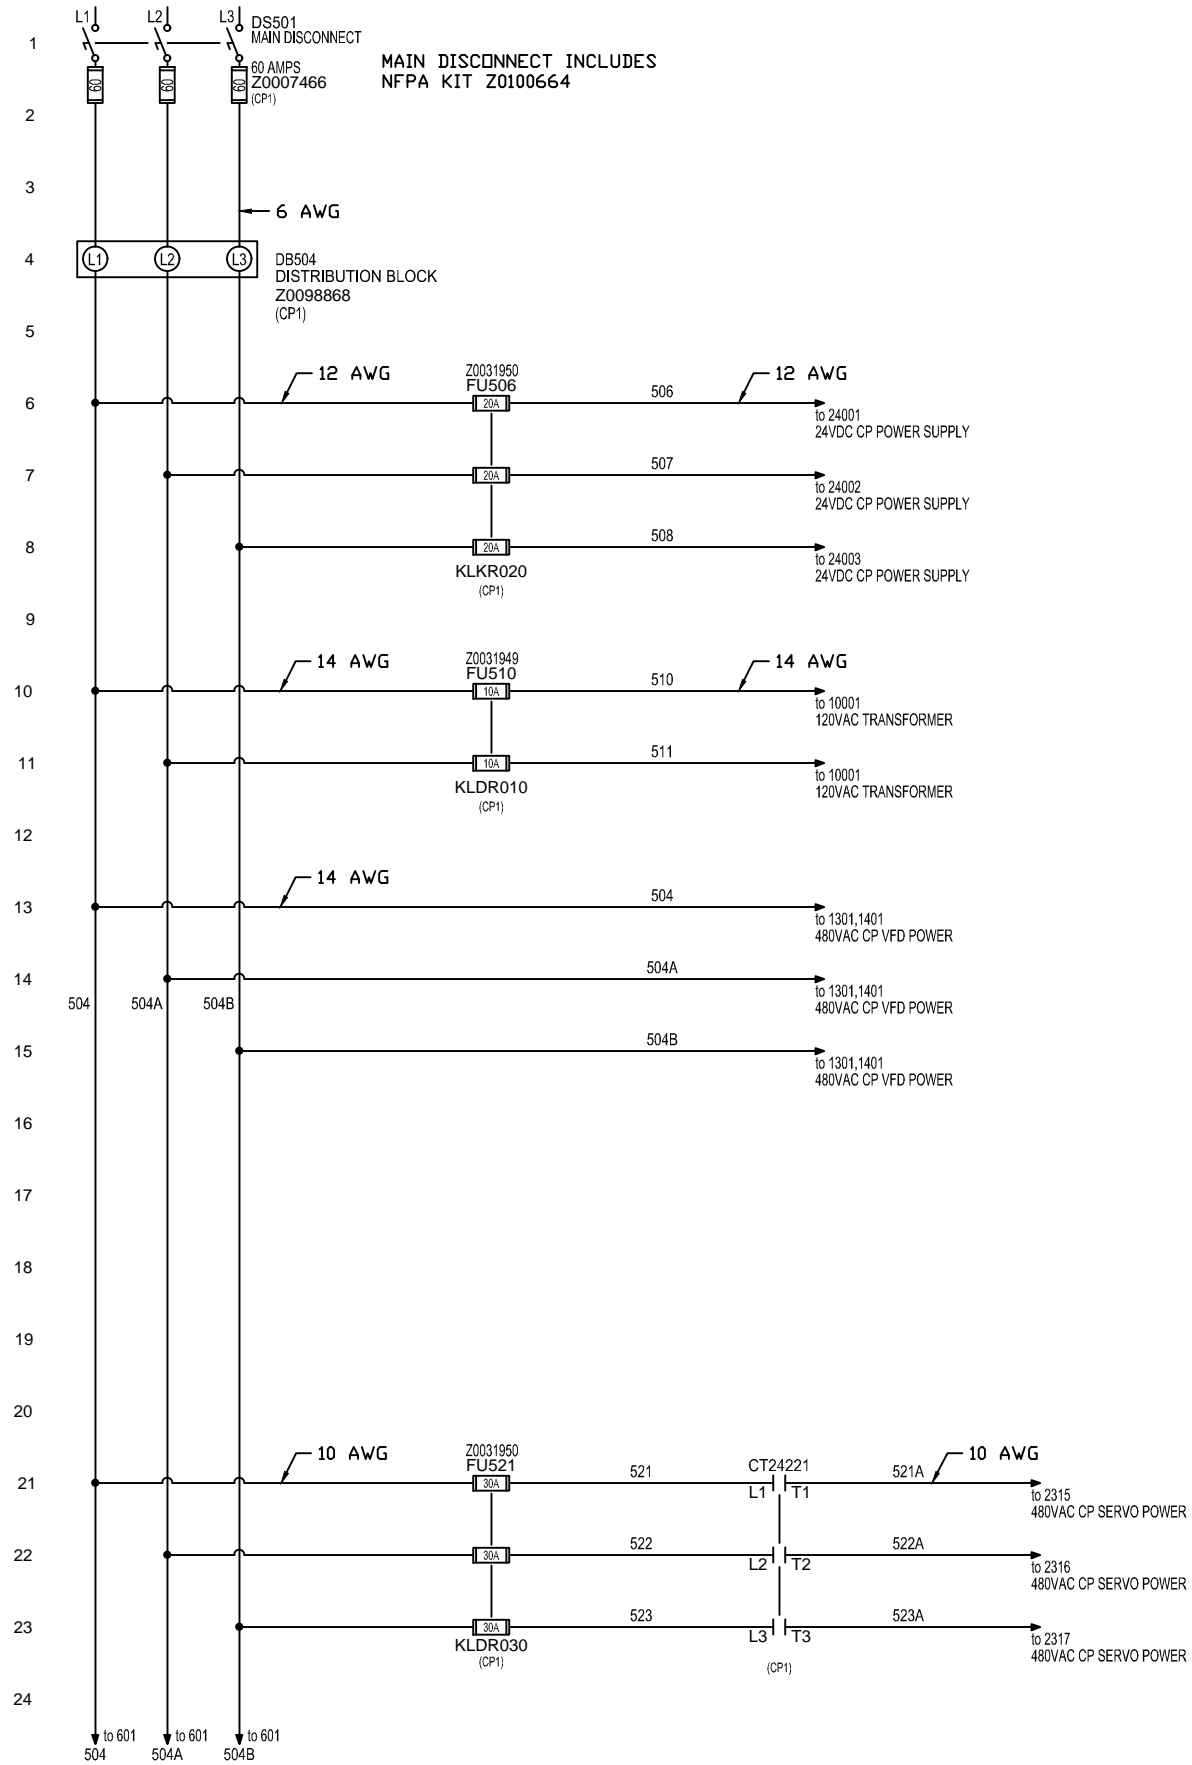 L1 L2 L3 DS501
MAIN DISCONNECT
1
MAIN DISCONNECT INCLUDES
NFPA KIT Z0100664
60 60 60 60 AMPS
Z0007466
(CP1)
2
3
6 AWG
4 L1 L2 L3 DB504
DISTRIBUTION BLOCK
Z0098868
(CP1)
5
12 AWG Z0031950 12 AWG
FU506
6 20A 506
to 24001
24VDC CP POWER SUPPLY
7 20A 507
to 24002
24VDC CP POWER SUPPLY
8 20A 508
to 24003
24VDC CP POWER SUPPLY
KLKR020
(CP1)
9
14 AWG Z0031949 14 AWG
FU510
10 10A 510
to 10001
120VAC TRANSFORMER
11 10A 511
to 10001
120VAC TRANSFORMER
KLDR010
(CP1)
12
14 AWG
13 504
to 1301,1401
480VAC CP VFD POWER
14 504A
to 1301,1401
480VAC CP VFD POWER
504 504A 504B
15 504B
to 1301,1401
480VAC CP VFD POWER
16
17
18
19
20
10 AWG Z0031950 10 AWG
FU521
21 30A 521 CT24221 521A
L1 T1
to 2315
480VAC CP SERVO POWER
22 30A 522 522A
L2 T2
to 2316
480VAC CP SERVO POWER
23 30A 523 523A
L3 T3
to 2317
480VAC CP SERVO POWER
KLDR030
(CP1) (CP1)
24
to 601 to 601 to 601
504 504A 504B